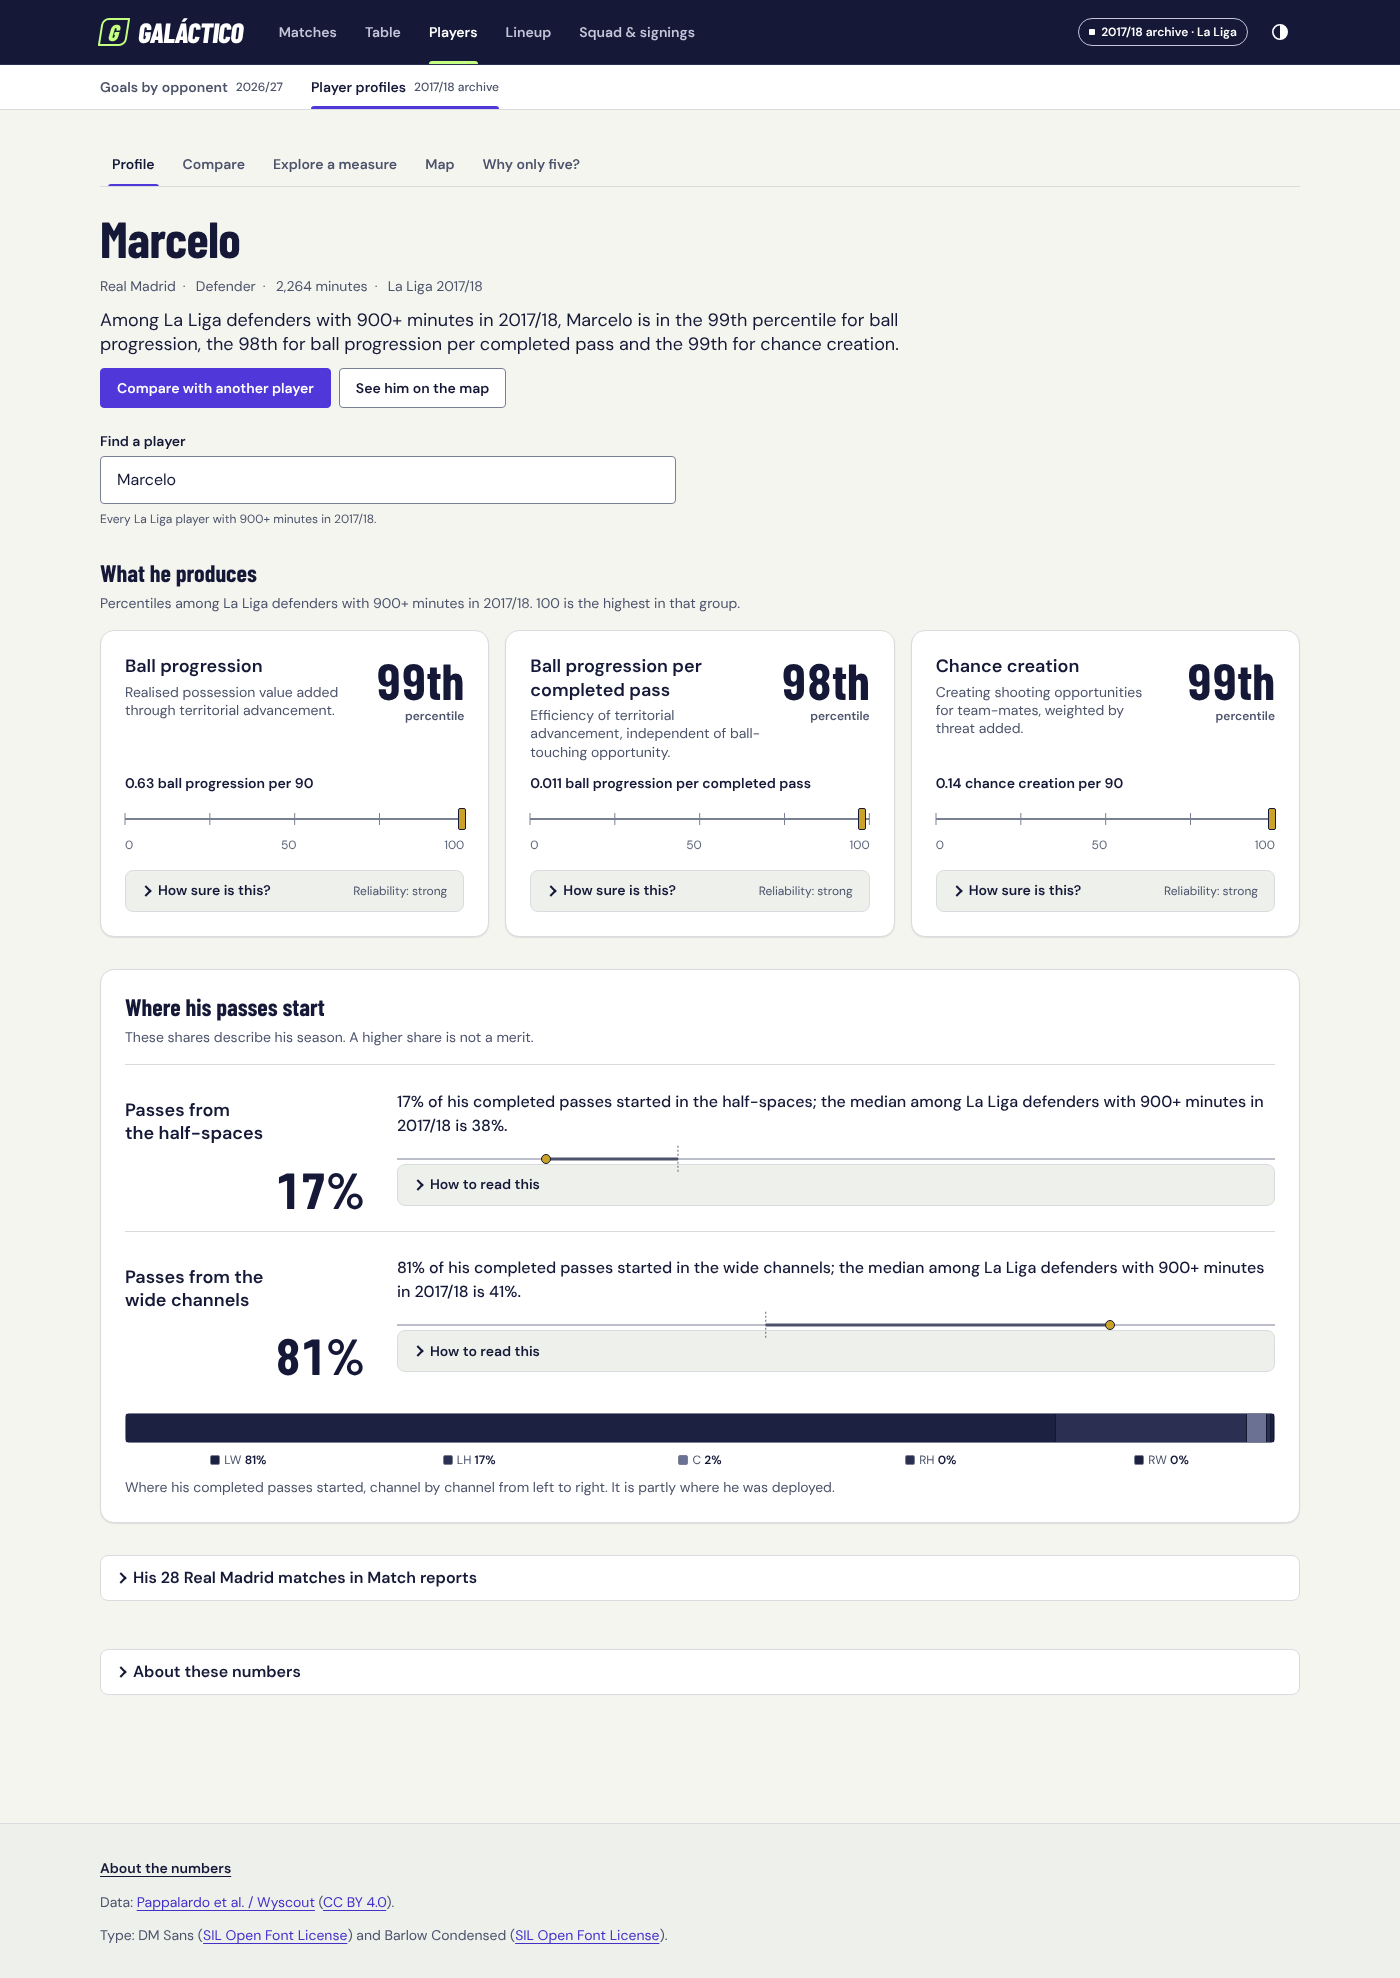 G GALÁCTICO
Matches Table Players Lineup Squad & signings
2017/18 archive · La Liga
Goals by opponent 2026/27 Player profiles 2017/18 archive
Profile Compare Explore a measure Map Why only five?
Marcelo
Real Madrid · Defender · 2,264 minutes · La Liga 2017/18
Among La Liga defenders with 900+ minutes in 2017/18, Marcelo is in the 99th percentile for ball
progression, the 98th for ball progression per completed pass and the 99th for chance creation.
Compare with another player See him on the map
Find a player
Marcelo
Every La Liga player with 900+ minutes in 2017/18.
What he produces
Percentiles among La Liga defenders with 900+ minutes in 2017/18. 100 is the highest in that group.
Ball progression
Realised possession value added
through territorial advancement.
99th
percentile
0.63 ball progression per 90
0 50 100
How sure is this? Reliability: strong
Ball progression per
completed pass
Efficiency of territorial
advancement, independent of ball-
touching opportunity.
98th
percentile
0.011 ball progression per completed pass
0 50 100
How sure is this? Reliability: strong
Chance creation
Creating shooting opportunities
for team-mates, weighted by
threat added.
99th
percentile
0.14 chance creation per 90
0 50 100
How sure is this? Reliability: strong
Where his passes start
These shares describe his season. A higher share is not a merit.
Passes from
the half-spaces
17%
17% of his completed passes started in the half-spaces; the median among La Liga defenders with 900+ minutes in
2017/18 is 38%.
How to read this
Passes from the
wide channels
81%
81% of his completed passes started in the wide channels; the median among La Liga defenders with 900+ minutes
in 2017/18 is 41%.
How to read this
LW 81% LH 17% C 2% RH 0% RW 0%
Where his completed passes started, channel by channel from left to right. It is partly where he was deployed.
His 28 Real Madrid matches in Match reports
About these numbers
About the numbers
Data: Pappalardo et al. / Wyscout (CC BY 4.0).
Type: DM Sans (SIL Open Font License) and Barlow Condensed (SIL Open Font License).